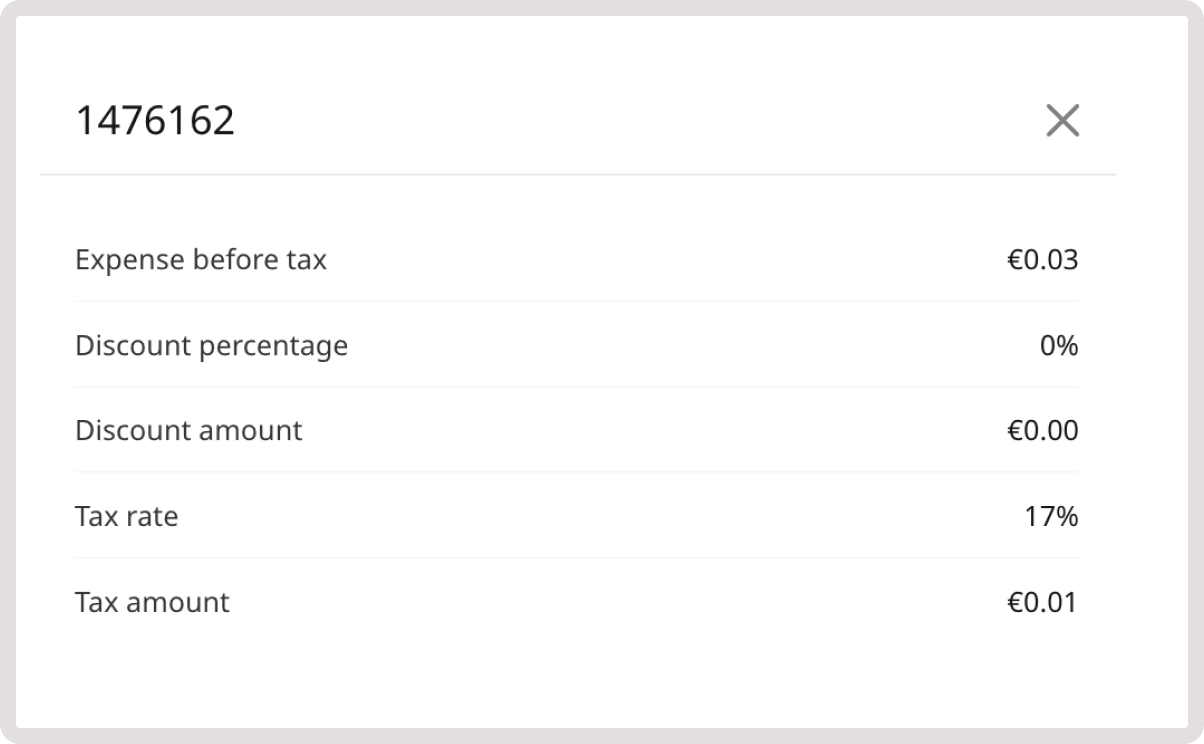 1476162
Expense before tax €0.03
Discount percentage 0%
Discount amount €0.00
Tax rate 17%
Tax amount €0.01